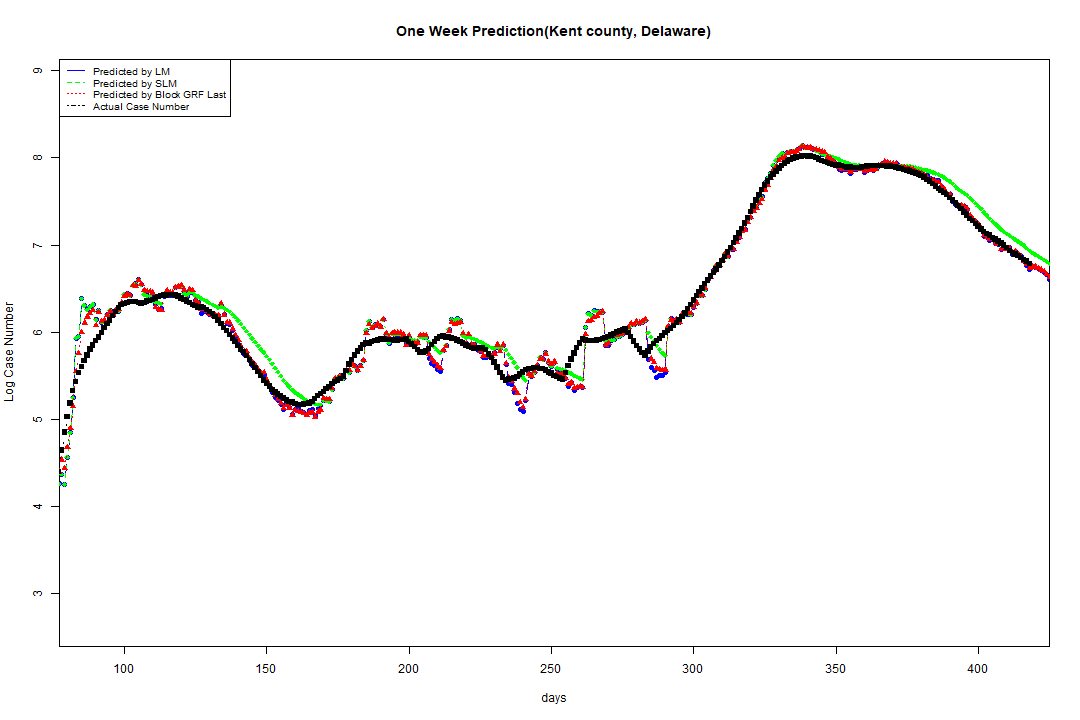 One Week Prediction(Kent county, Delaware)
Predicted by LM
Predicted by SLM
Predicted by Block GRF Last
Actual Case Number
9
8
7
6
5
4
3
Log Case Number
100 150 200 250 300 350 400
days